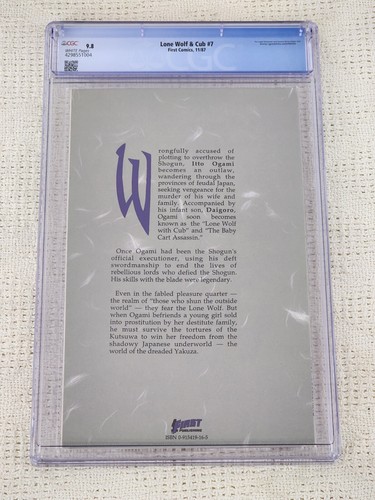 CGC
9.8
WHITE Pages
4298551004
Lone Wolf & Cub #7
First Comics, 11/87
Wrongfully accused of
plotting to overthrow the
Shogun, Itto Ogami
becomes an outlaw,
wandering through the
provinces of feudal Japan,
seeking vengeance for the
murder of his wife and
family. Accompanied by
his infant son, Daigoro,
Ogami soon becomes
known as the "Lone Wolf
with Cub" and "The Baby
Cart Assassin."
Once Ogami had been the Shogun's
official executioner, using his deft
swordmanship to end the lives of
rebellious lords who defied the Shogun.
His skills with the blade were legendary.
Even in the fabled pleasure quarter —
the realm of "those who shun the outside
world" — they fear the Lone Wolf. But
when Ogami befriends a young girl sold
into prostitution by her destitute family,
he must survive the tortures of the
Kutsuwa to win her freedom from the
shadowy Japanese underworld — the
world of the dreaded Yakuza.
FIRST
PUBLISHING